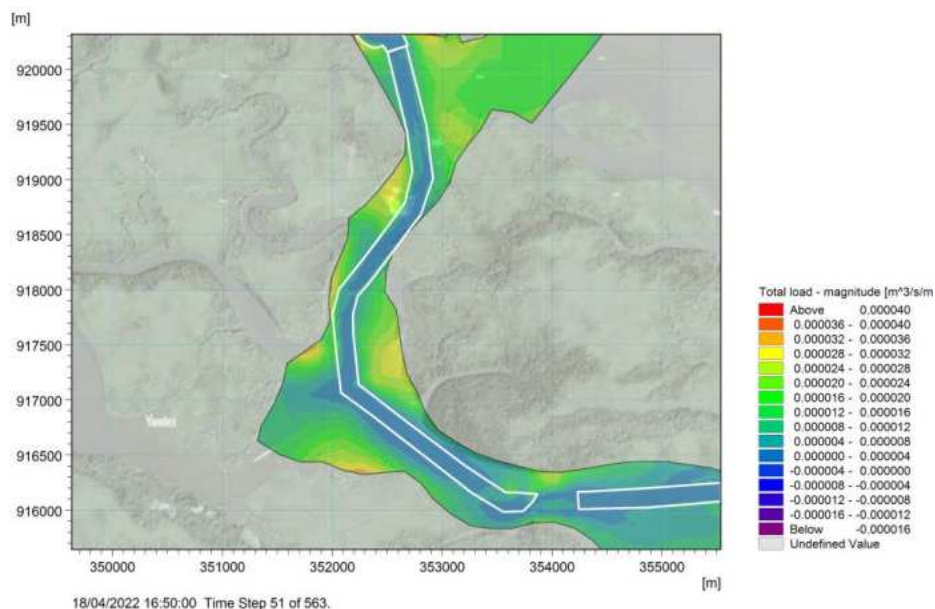 [m]
920000
919500
919000
918500
918000
917500
917000
916500
916000
350000 351000 352000 353000 354000 355000
[m]
18/04/2022 16:50:00 Time Step 51 of 563.
Total load - magnitude [m^3/s/m
Above 0.000040
0.000036 - 0.000040
0.000032 - 0.000036
0.000028 - 0.000032
0.000024 - 0.000028
0.000020 - 0.000024
0.000016 - 0.000020
0.000012 - 0.000016
0.000008 - 0.000012
0.000004 - 0.000008
0.000000 - 0.000004
-0.000004 - 0.000000
-0.000008 - -0.000004
-0.000012 - -0.000008
-0.000016 - -0.000012
Below -0.000016
Undefined Value